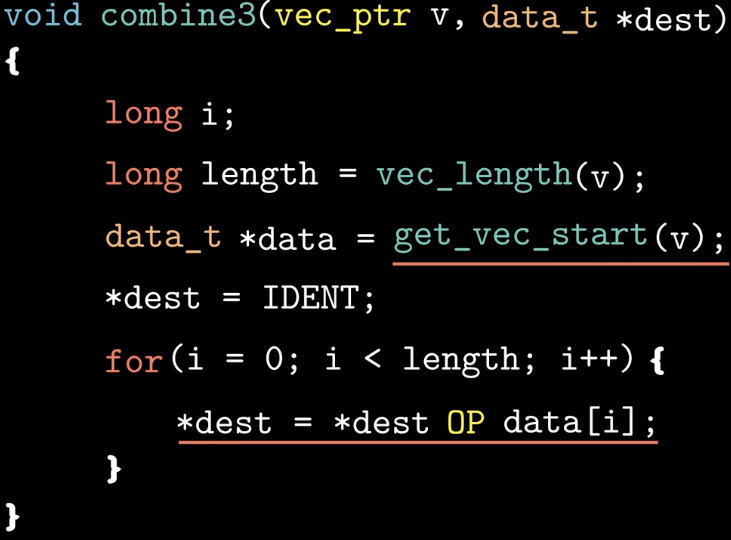 void combine3(vec_ptr v, data_t *dest)
{
long i;
long length = vec_length(v);
data_t *data = get_vec_start(v);
*dest = IDENT;
for(i = 0; i < length; i++) {
*dest = *dest OP data[i];
}
}